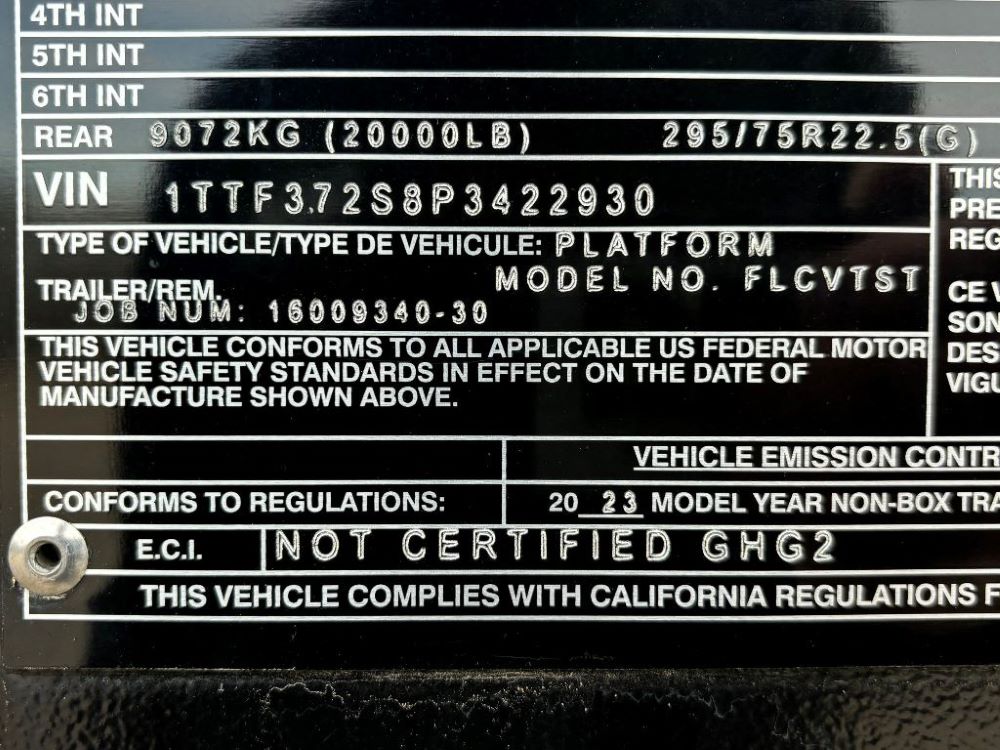 4TH INT
5TH INT
6TH INT
REAR 9072KG (20000LB) 295/75R22.5(G)
VIN 1TTF372S8P3422930
THIS
PRE
TYPE OF VEHICLE/TYPE DE VEHICULE: PLATFORM
REG
TRAILER/REM. MODEL NO. FLCVTST
CE V
JOB NUM: 16009340-30
SON
THIS VEHICLE CONFORMS TO ALL APPLICABLE US FEDERAL MOTOR
DES
VEHICLE SAFETY STANDARDS IN EFFECT ON THE DATE OF
VIGU
MANUFACTURE SHOWN ABOVE.
VEHICLE EMISSION CONTR
CONFORMS TO REGULATIONS: 20 23 MODEL YEAR NON-BOX TRA
E.C.I. NOT CERTIFIED GHG2
THIS VEHICLE COMPLIES WITH CALIFORNIA REGULATIONS F